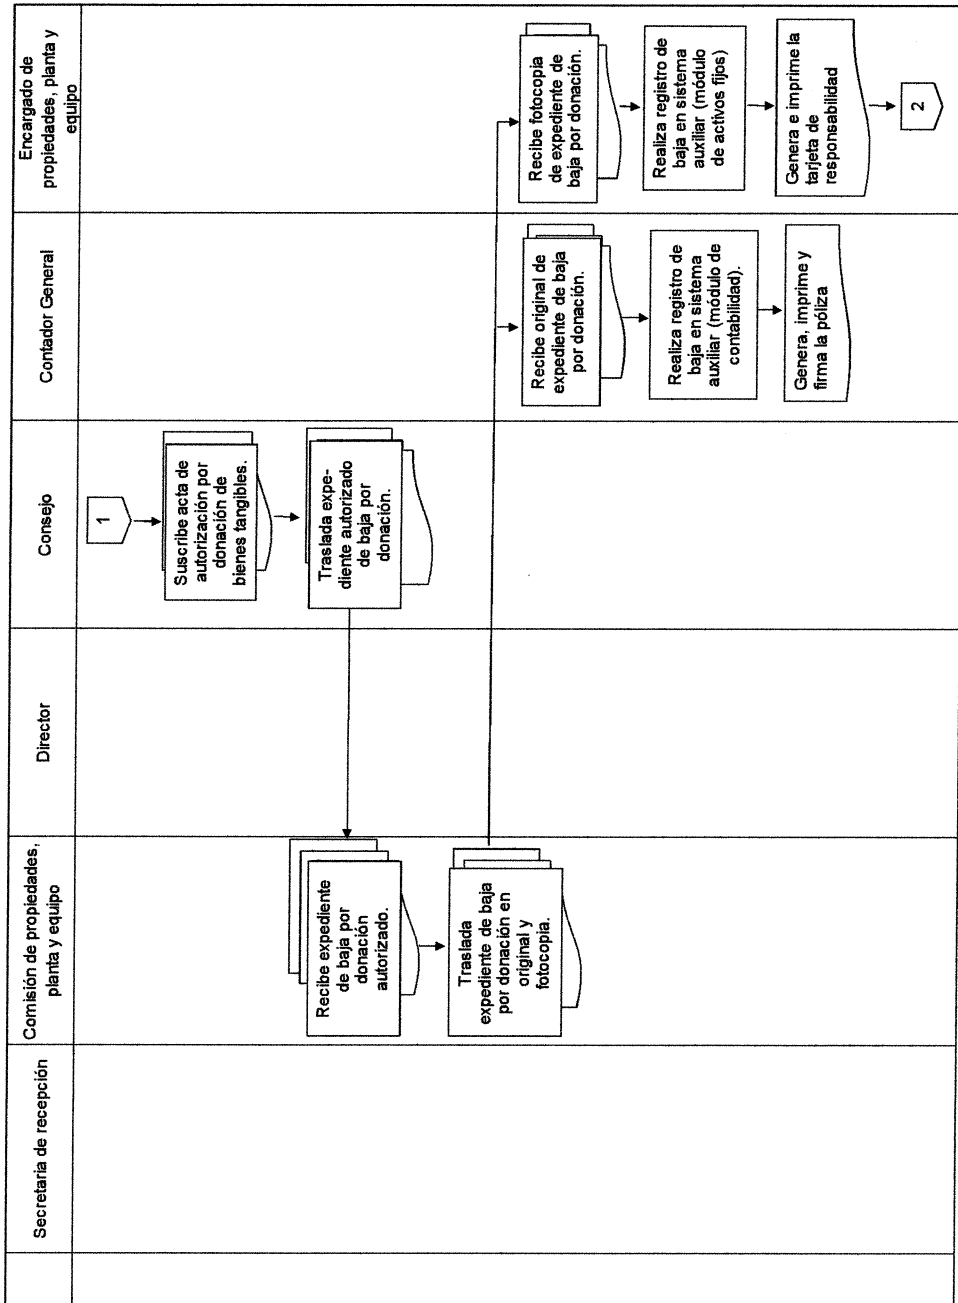 Secretaria de recepción
Comisión de propiedades,
planta y equipo
Director
Consejo
Contador General
Encargado de
propiedades, planta y
equipo
1
Suscribe acta de
autorización por
donación de
bienes tangibles.
Traslada expe-
diente autorizado
de baja por
donación.
Recibe expediente
de baja por
donación
autorizado.
Traslada
expediente de baja
por donación en
original y
fotocopia.
Recibe original de
expediente de baja
por donación.
Realiza registro de
baja en sistema
auxiliar (módulo de
contabilidad).
Genera, imprime y
firma la póliza
Recibe fotocopia
de expediente de
baja por donación.
Realiza registro de
baja en sistema
auxiliar (módulo
de activos fijos)
Genera e imprime la
tarjeta de
responsabilidad
2